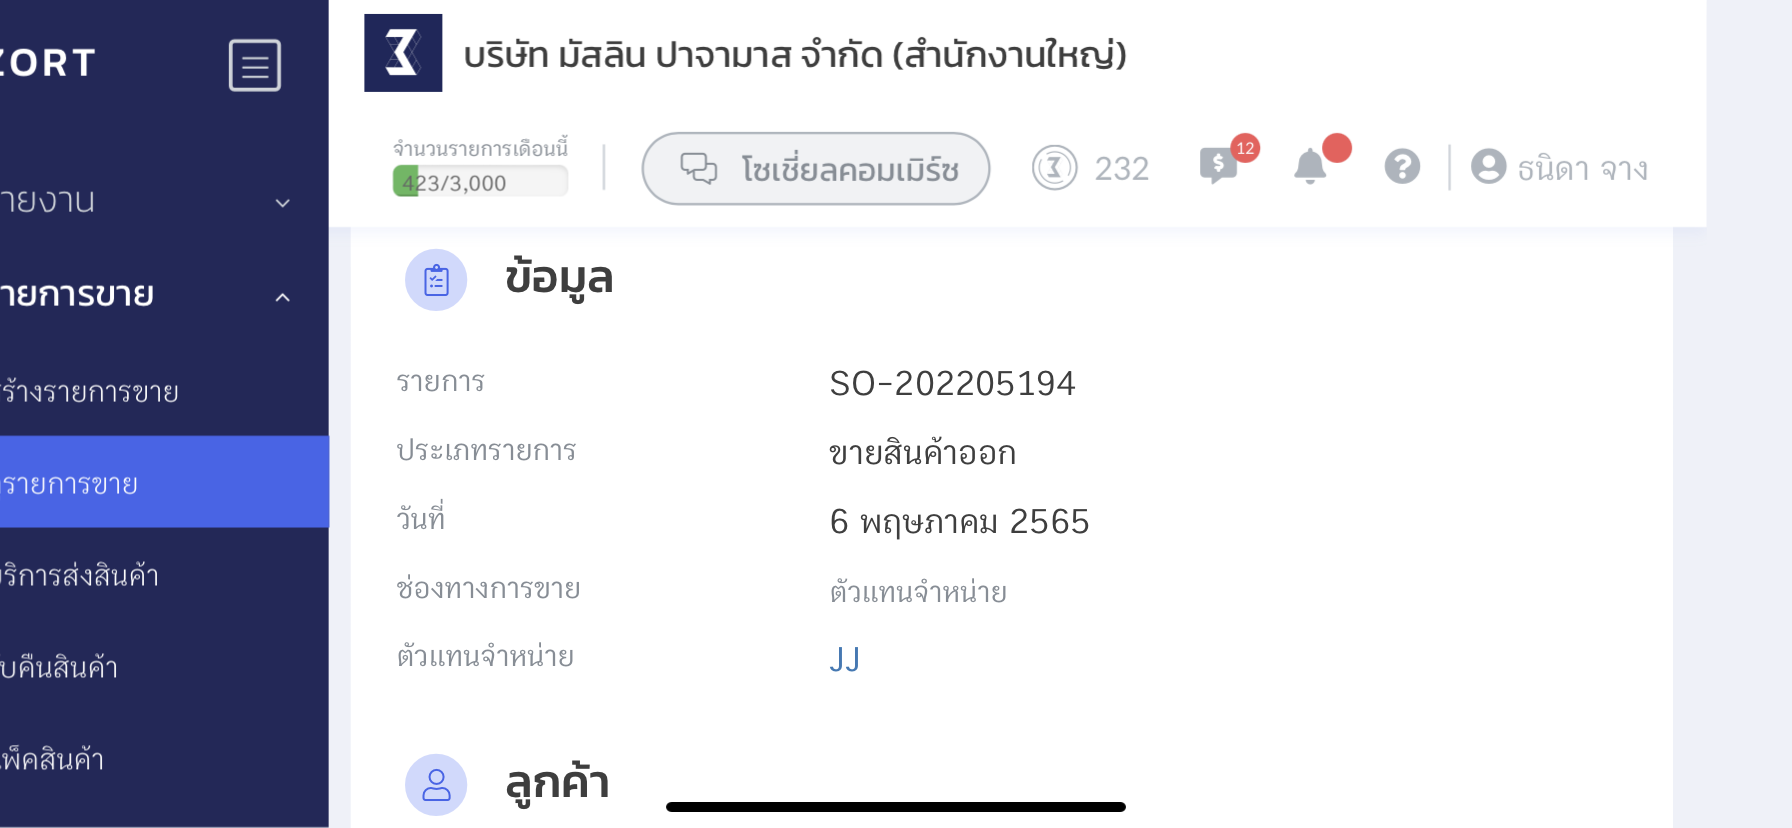 ZORT
บริษัท มัสลิน ปาจามาส จำกัด (สำนักงานใหญ่)
จำนวนรายการเดือนนี้
423/3,000
โซเชี่ยลคอมเมิร์ซ
232
12
ธนิดา จาง
ายงาน
ายการขาย
ร้างรายการขาย
รายการขาย
ริการส่งสินค้า
บคืนสินค้า
พ็คสินค้า
ข้อมูล
รายการ SO-202205194
ประเภทรายการ ขายสินค้าออก
วันที่ 6 พฤษภาคม 2565
ช่องทางการขาย ตัวแทนจำหน่าย
ตัวแทนจำหน่าย JJ
ลูกค้า